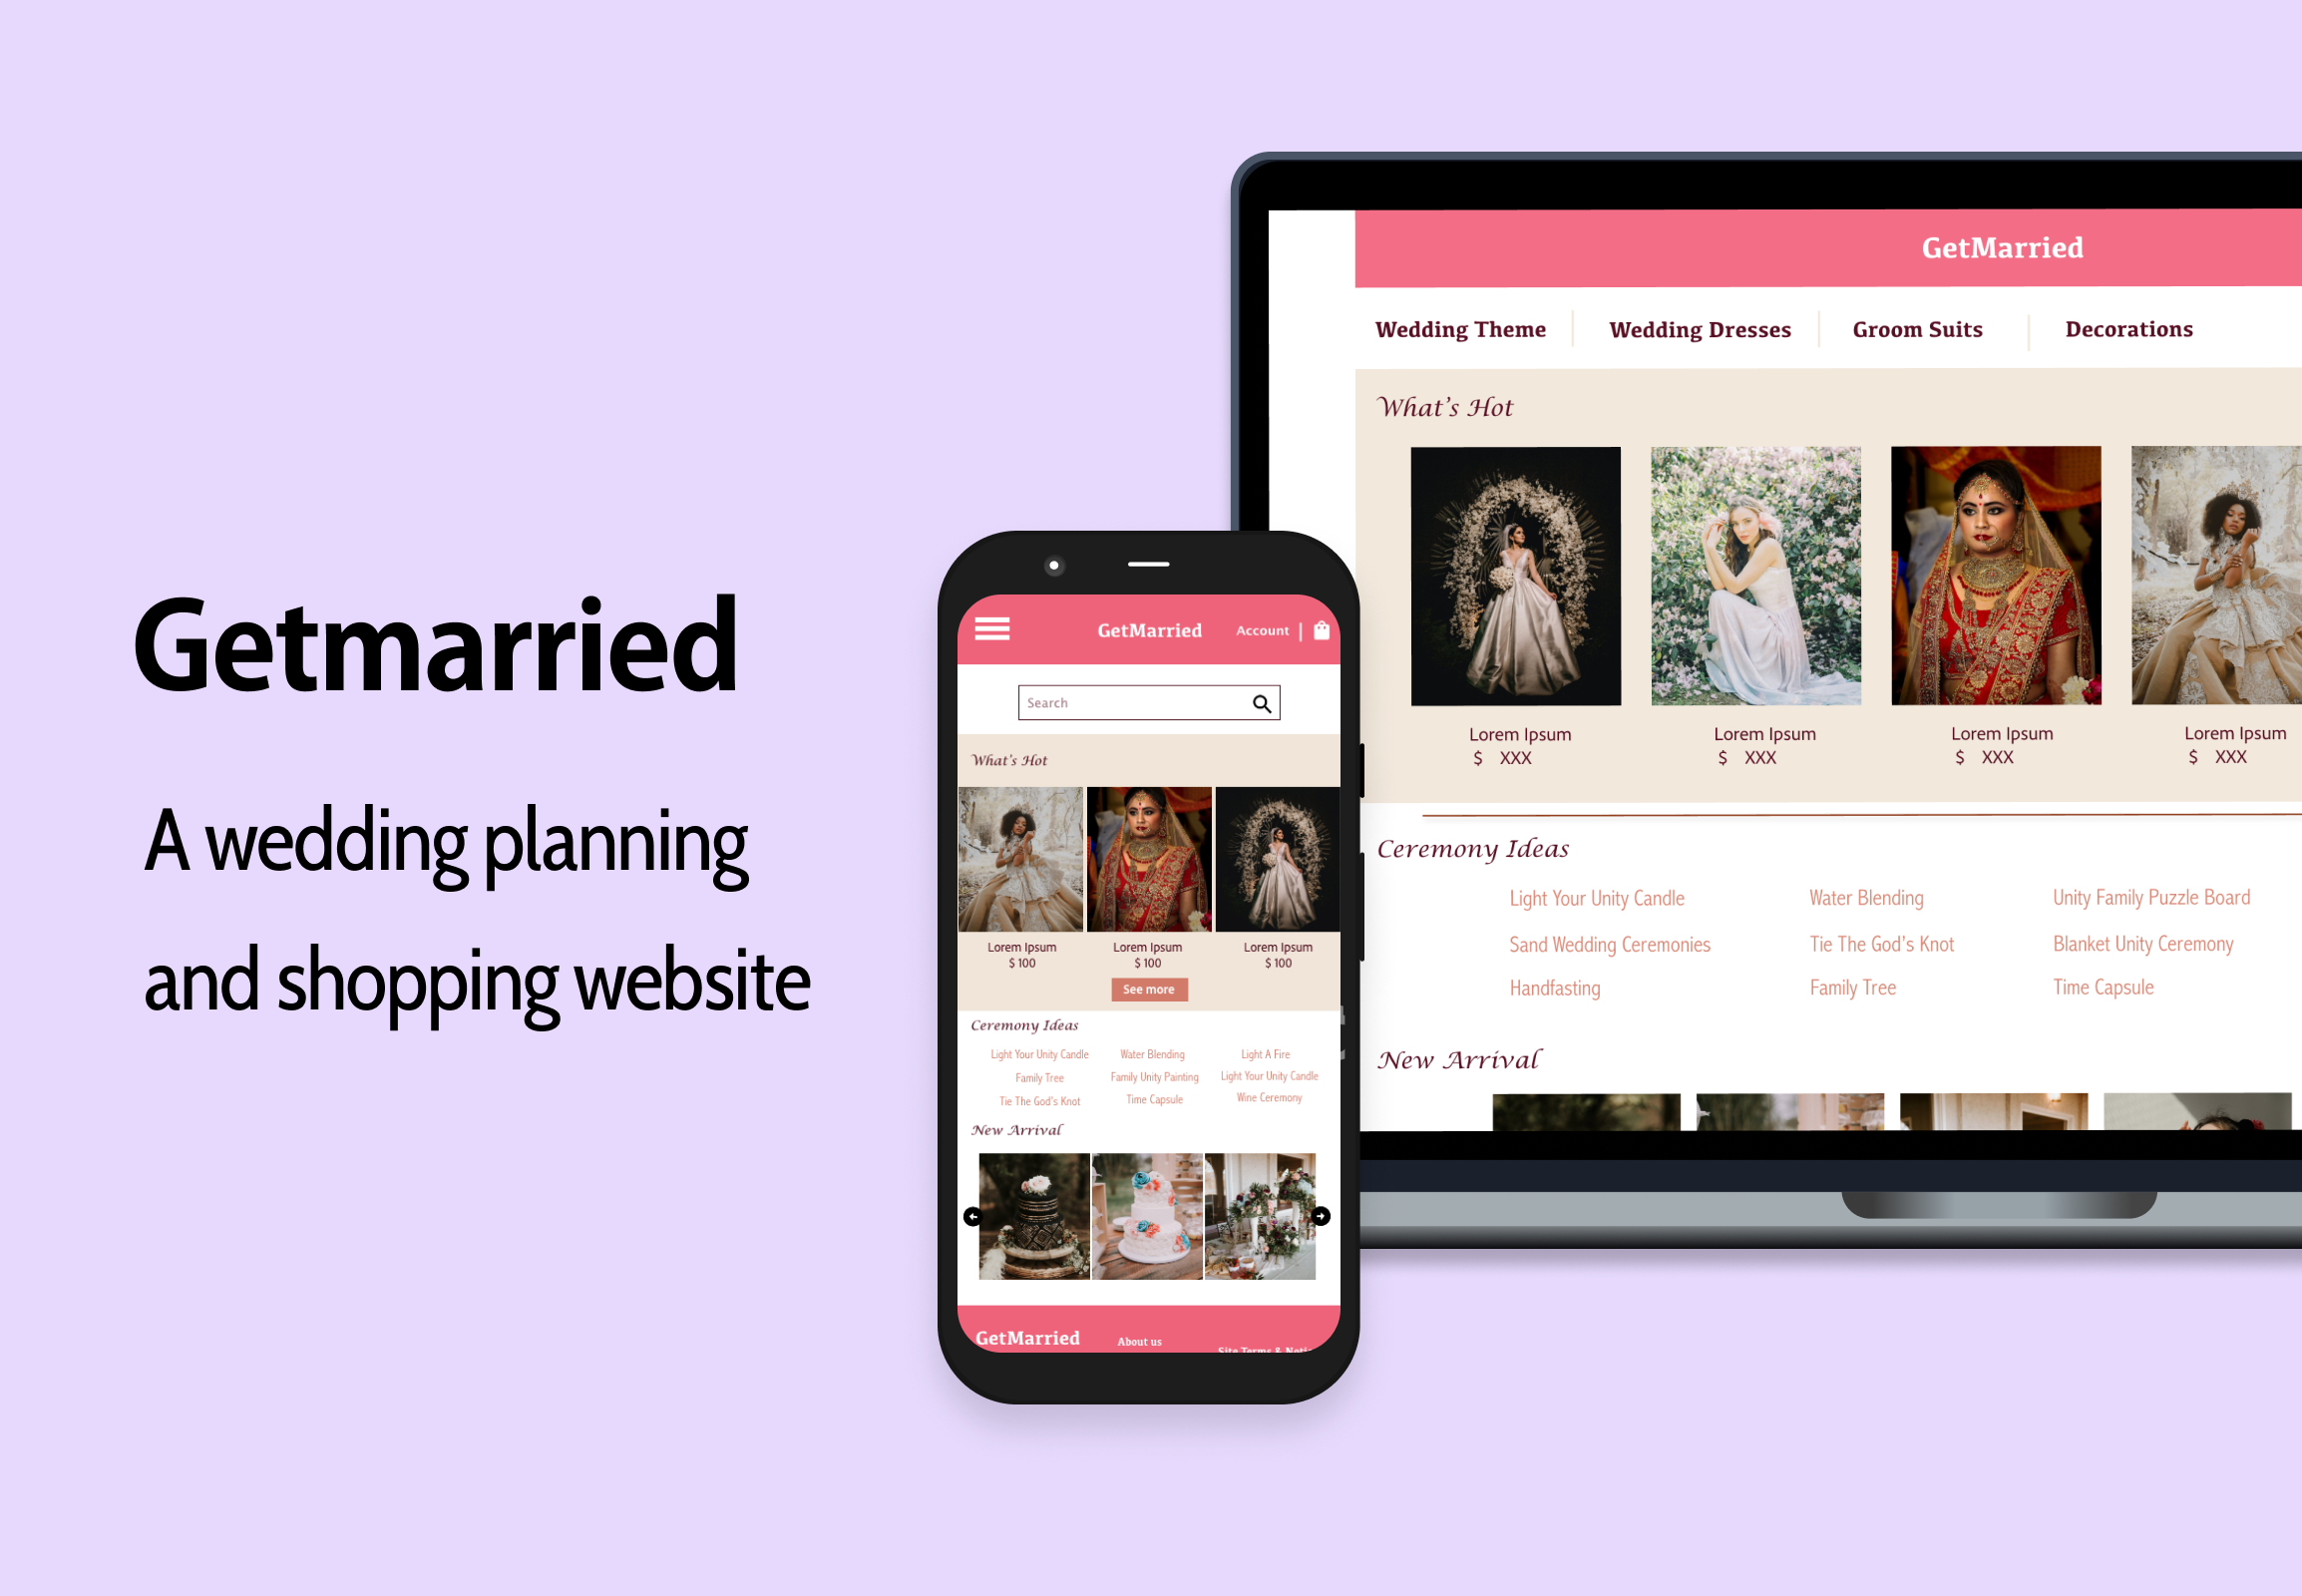 Getmarried
A wedding planning
and shopping website
GetMarried
Account |
Search
What's Hot
Lorem Ipsum
$ 100
Lorem Ipsum
$ 100
Lorem Ipsum
$ 100
See more
Ceremony Ideas
Light Your Unity Candle Water Blending Light A Fire
Family Tree Family Unity Painting Light Your Unity Candle
Tie The God's Knot Time Capsule Wine Ceremony
New Arrival
GetMarried About us
Site Terms &
GetMarried
Wedding Theme Wedding Dresses Groom Suits Decorations
What's Hot
Lorem Ipsum
$ XXX
Lorem Ipsum
$ XXX
Lorem Ipsum
$ XXX
Lorem Ipsum
$ XXX
Ceremony Ideas
Light Your Unity Candle Water Blending Unity Family Puzzle Board
Sand Wedding Ceremonies Tie The God's Knot Blanket Unity Ceremony
Handfasting Family Tree Time Capsule
New Arrival